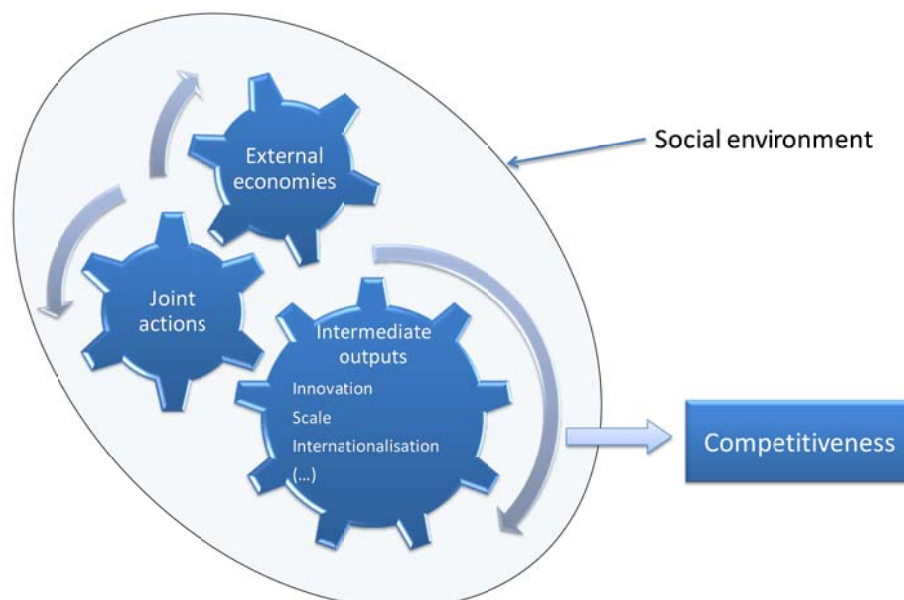 External
economies
Social environment
Joint
actions
Intermediate
outputs
Innovation
Scale
Internationalisation
(...)
Competitiveness